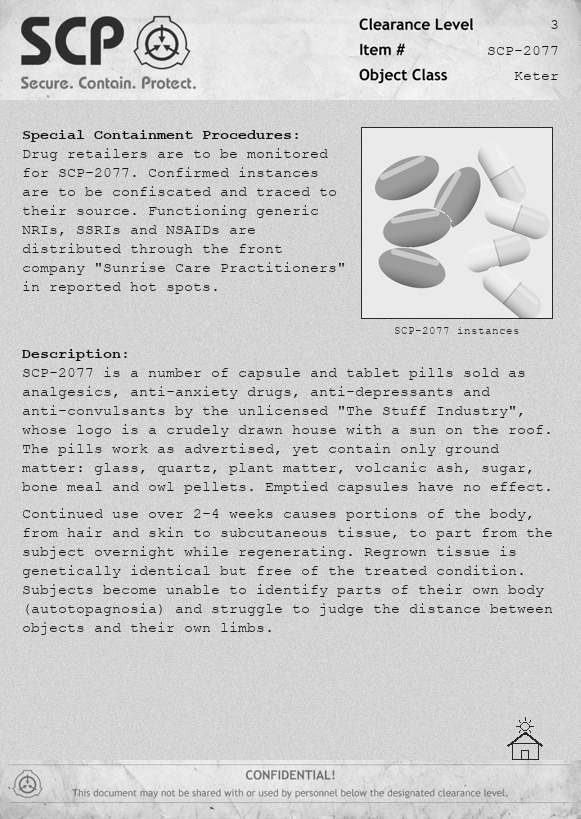 SCP
Secure. Contain. Protect.
Clearance Level 3
Item # SCP-2077
Object Class Keter
Special Containment Procedures:
Drug retailers are to be monitored
for SCP-2077. Confirmed instances
are to be confiscated and traced to
their source. Functioning generic
NRIs, SSRIs and NSAIDs are
distributed through the front
company "Sunrise Care Practitioners"
in reported hot spots.
SCP-2077 instances
Description:
SCP-2077 is a number of capsule and tablet pills sold as
analgesics, anti-anxiety drugs, anti-depressants and
anti-convulsants by the unlicensed "The Stuff Industry",
whose logo is a crudely drawn house with a sun on the roof.
The pills work as advertised, yet contain only ground
matter: glass, quartz, plant matter, volcanic ash, sugar,
bone meal and owl pellets. Emptied capsules have no effect.
Continued use over 2-4 weeks causes portions of the body,
from hair and skin to subcutaneous tissue, to part from the
subject overnight while regenerating. Regrown tissue is
genetically identical but free of the treated condition.
Subjects become unable to identify parts of their own body
(autotopagnosia) and struggle to judge the distance between
objects and their own limbs.
CONFIDENTIAL!
This document may not be shared with or used by personnel below the designated clearance level.